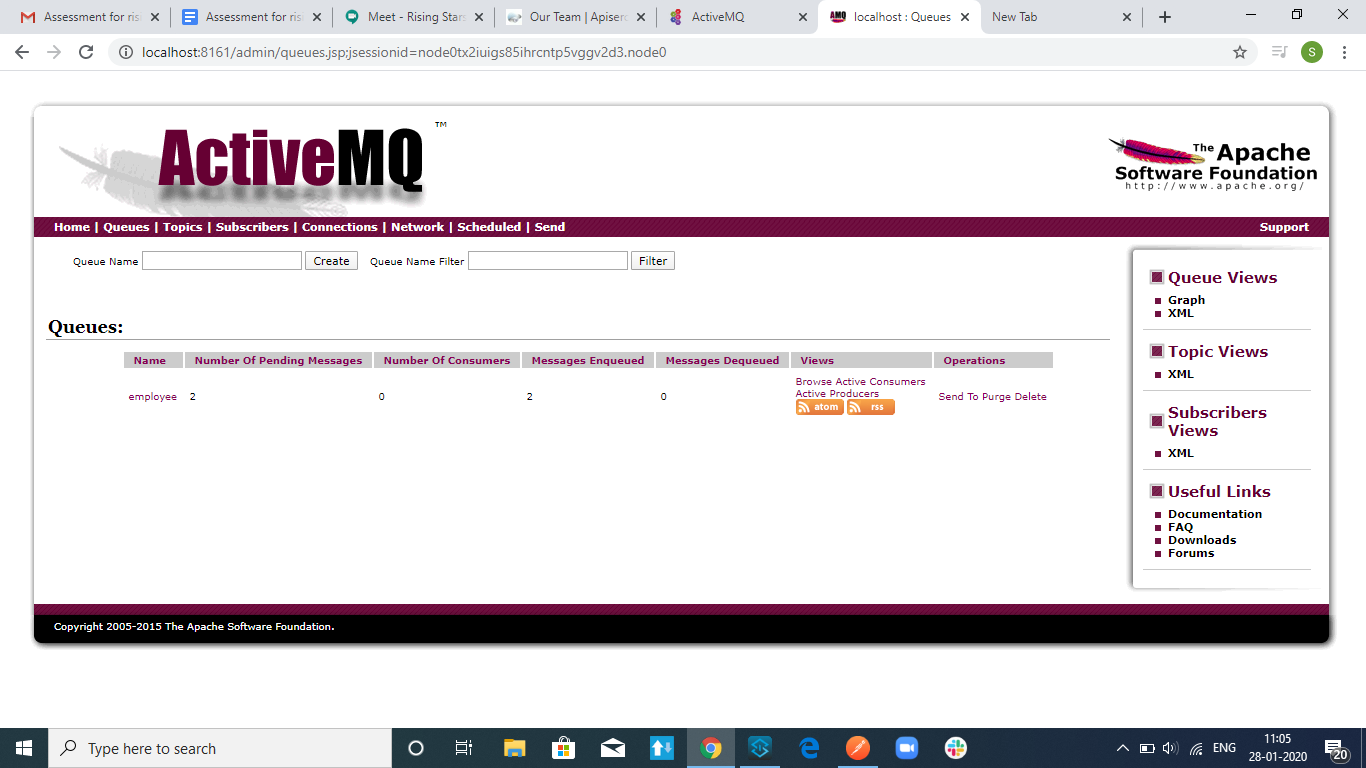 Assessment for ris
Assessment for ris
Meet - Rising Stars
Our Team | Apiserc
ActiveMQ
localhost : Queues
New Tab
localhost:8161/admin/queues.jsp;jsessionid=node0tx2iuigs85ihrcntp5vggv2d3.node0
S
ActiveMQ ™
The Apache
Software Foundation
http://www.apache.org/
Home | Queues | Topics | Subscribers | Connections | Network | Scheduled | Send
Support
Queue Name Create Queue Name Filter Filter
Queues:
Name Number Of Pending Messages Number Of Consumers Messages Enqueued Messages Dequeued Views Operations
employee 2 0 2 0
Browse Active Consumers
Active Producers
atom rss
Send To Purge Delete
Queue Views
Graph
XML
Topic Views
XML
Subscribers
Views
XML
Useful Links
Documentation
FAQ
Downloads
Forums
Copyright 2005-2015 The Apache Software Foundation.
Type here to search
ENG
11:05
28-01-2020
20